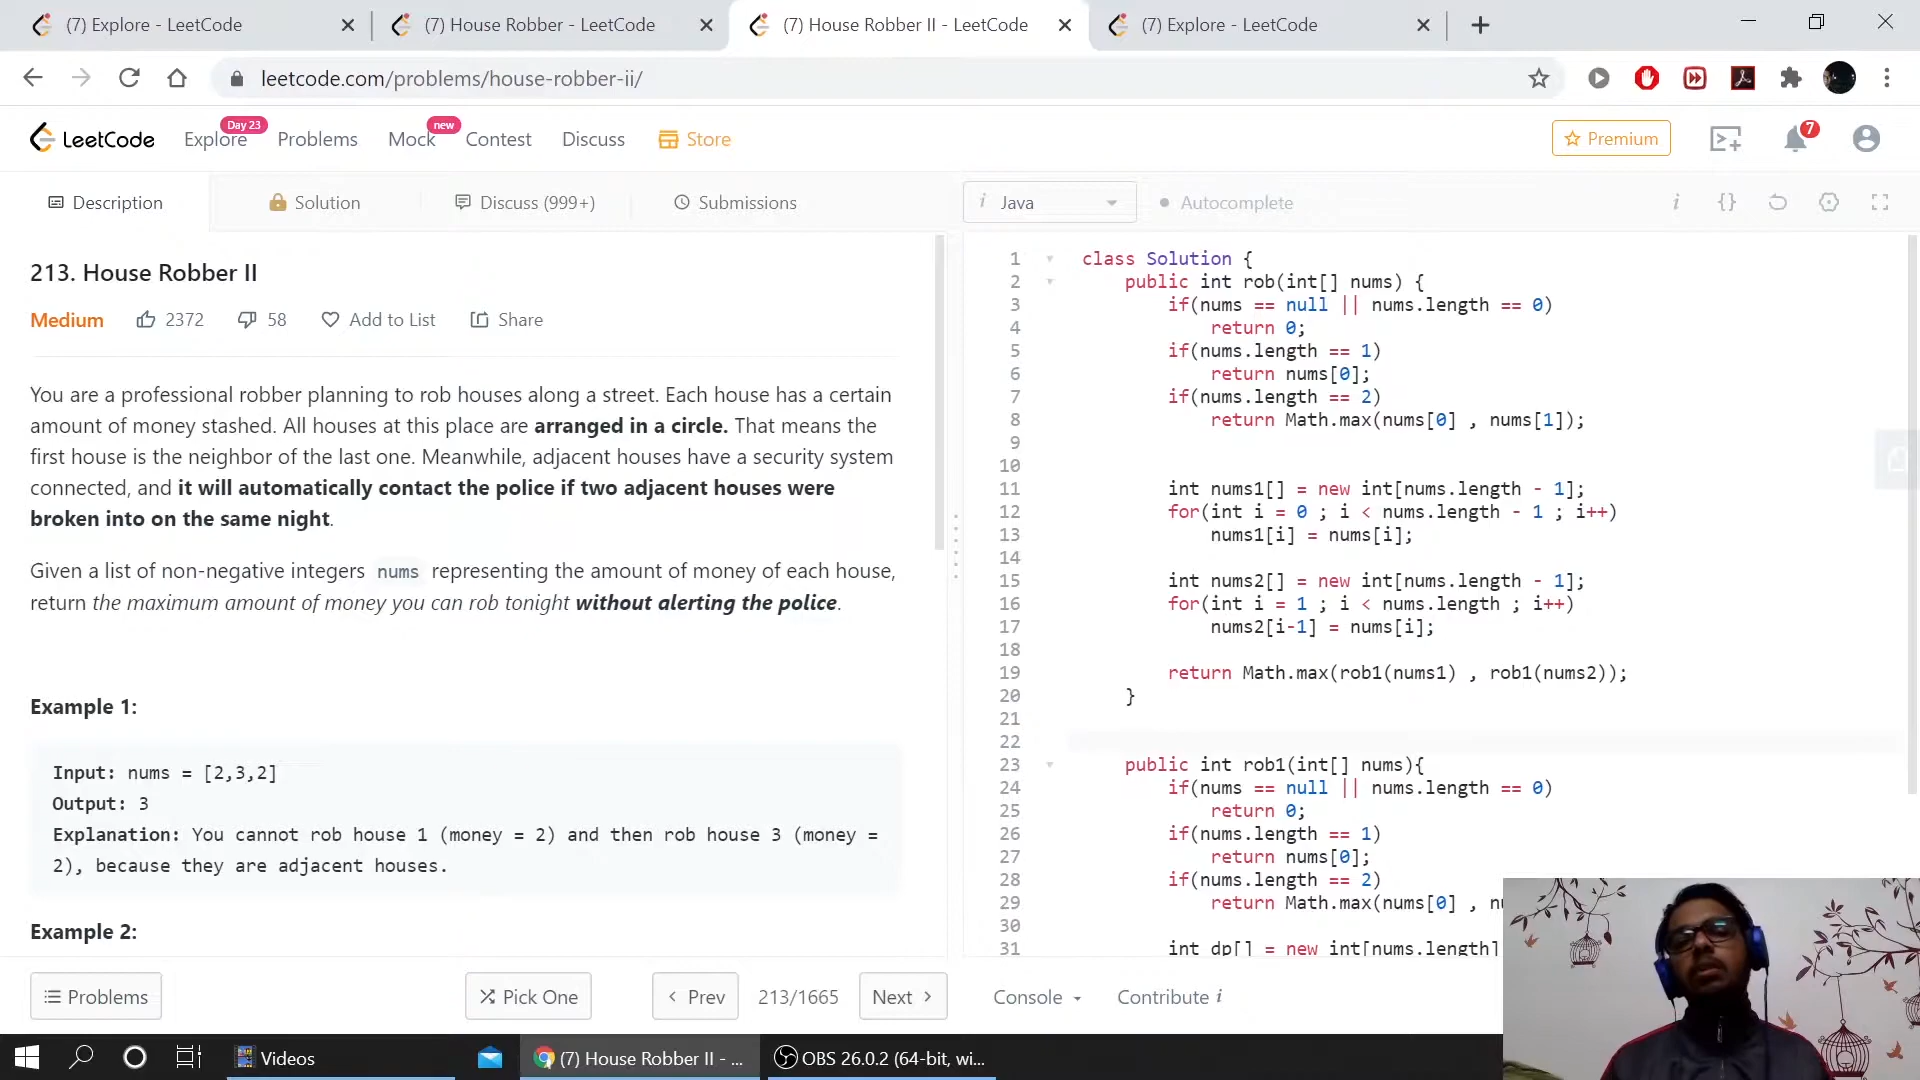 (7) Explore - LeetCode
(7) House Robber - LeetCode
(7) House Robber II - LeetCode
(7) Explore - LeetCode
leetcode.com/problems/house-robber-ii/
LeetCode
Explore
Day 23
Problems
Mock
new
Contest
Discuss
Store
Premium
7
Description
Solution
Discuss (999+)
Submissions
i Java
Autocomplete
i
{}
213. House Robber II
Medium
2372
58
Add to List
Share
You are a professional robber planning to rob houses along a street. Each house has a certain
amount of money stashed. All houses at this place are arranged in a circle. That means the
first house is the neighbor of the last one. Meanwhile, adjacent houses have a security system
connected, and it will automatically contact the police if two adjacent houses were
broken into on the same night.
Given a list of non-negative integers nums representing the amount of money of each house,
return the maximum amount of money you can rob tonight without alerting the police.
Example 1:
Input: nums = [2,3,2]
Output: 3
Explanation: You cannot rob house 1 (money = 2) and then rob house 3 (money =
2), because they are adjacent houses.
Example 2:
1 class Solution {
2 public int rob(int[] nums) {
3 if(nums == null || nums.length == 0)
4 return 0;
5 if(nums.length == 1)
6 return nums[0];
7 if(nums.length == 2)
8 return Math.max(nums[0] , nums[1]);
9
10
11 int nums1[] = new int[nums.length - 1];
12 for(int i = 0 ; i < nums.length - 1 ; i++)
13 nums1[i] = nums[i];
14
15 int nums2[] = new int[nums.length - 1];
16 for(int i = 1 ; i < nums.length ; i++)
17 nums2[i-1] = nums[i];
18
19 return Math.max(rob1(nums1) , rob1(nums2));
20 }
21
22
23 public int rob1(int[] nums){
24 if(nums == null || nums.length == 0)
25 return 0;
26 if(nums.length == 1)
27 return nums[0];
28 if(nums.length == 2)
29 return Math.max(nums[0] , nu
30
31 int dp[] = new int[nums.length]
Problems
Pick One
Prev
213/1665
Next
Console
Contribute i
Videos
(7) House Robber II - ...
OBS 26.0.2 (64-bit, wi...